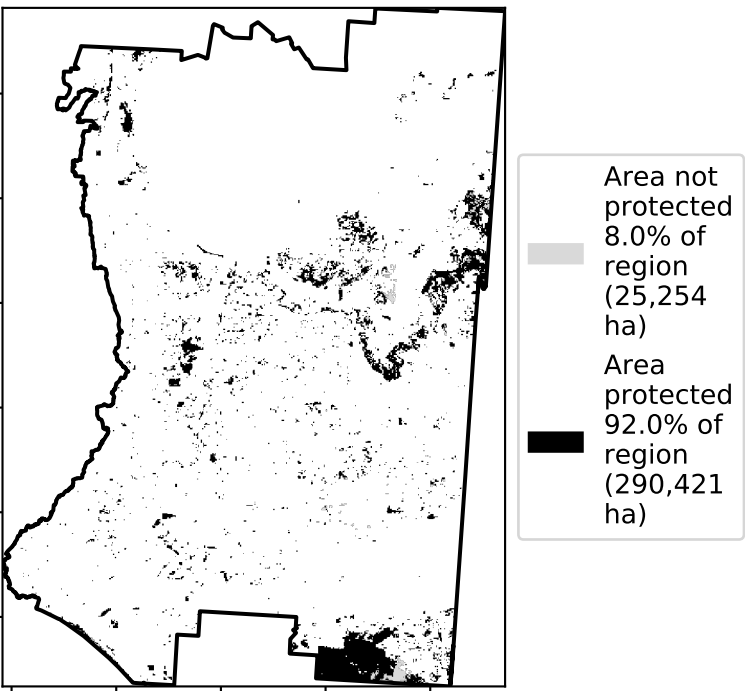 Area not
protected
8.0% of
region
(25,254
ha)
Area
protected
92.0% of
region
(290,421
ha)